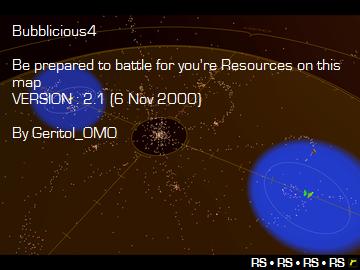 Bubblicious4
Be prepared to battle for you're Resources on this
map
VERSION : 2.1 (6 Nov 2000)
By Geritol_OMO
RS • RS • RS • RS r